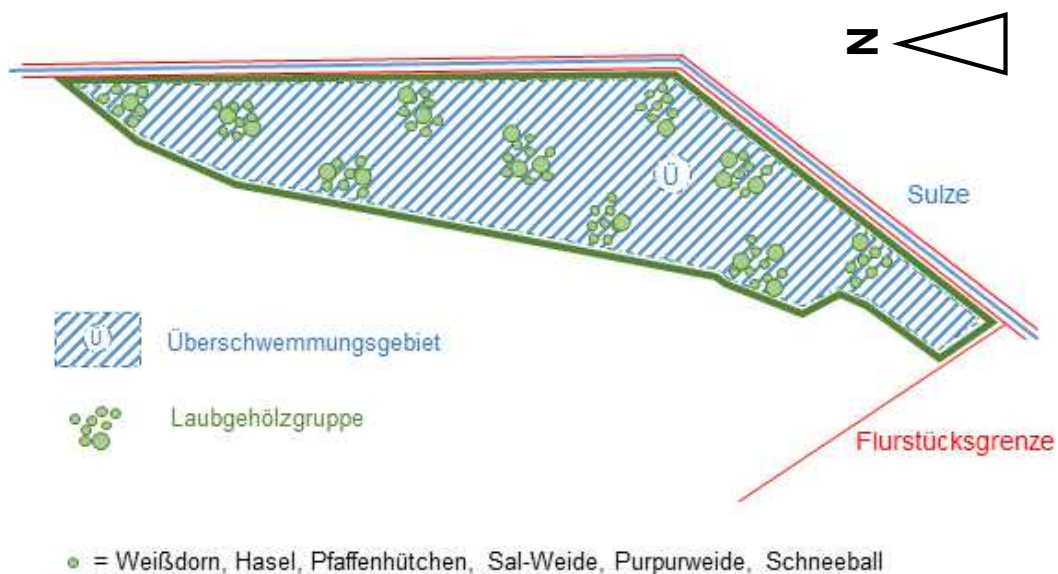 N
Ü
Sulze
Ü
Überschwemmungsgebiet
Laubgehölzgruppe
Flurstücksgrenze
= Weißdorn, Hasel, Pfaffenhütchen, Sal-Weide, Purpurweide, Schneeball